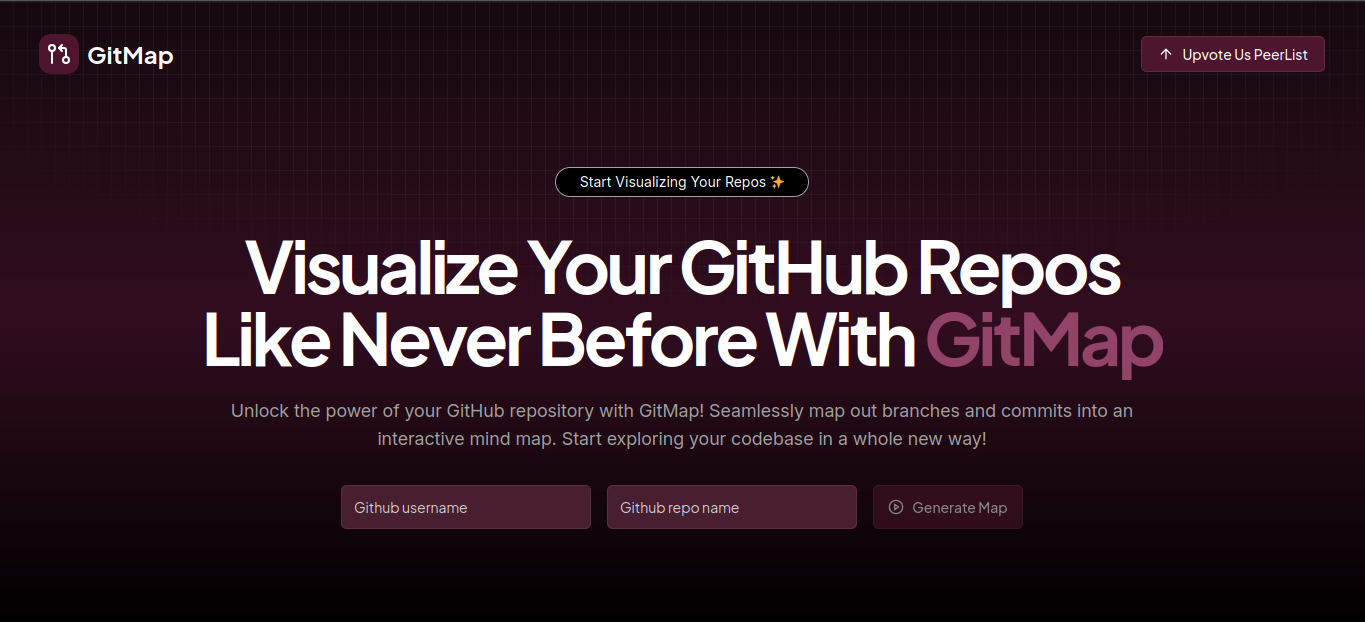 GitMap
Upvote Us PeerList
Start Visualizing Your Repos ✨
Visualize Your GitHub Repos
Like Never Before With GitMap
Unlock the power of your GitHub repository with GitMap! Seamlessly map out branches and commits into an
interactive mind map. Start exploring your codebase in a whole new way!
Github username
Github repo name
Generate Map